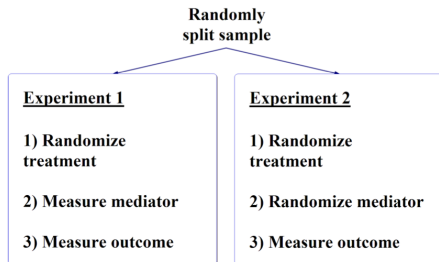 Randomly
split sample
Experiment 1
1) Randomize
treatment
2) Measure mediator
3) Measure outcome
Experiment 2
1) Randomize
treatment
2) Randomize mediator
3) Measure outcome